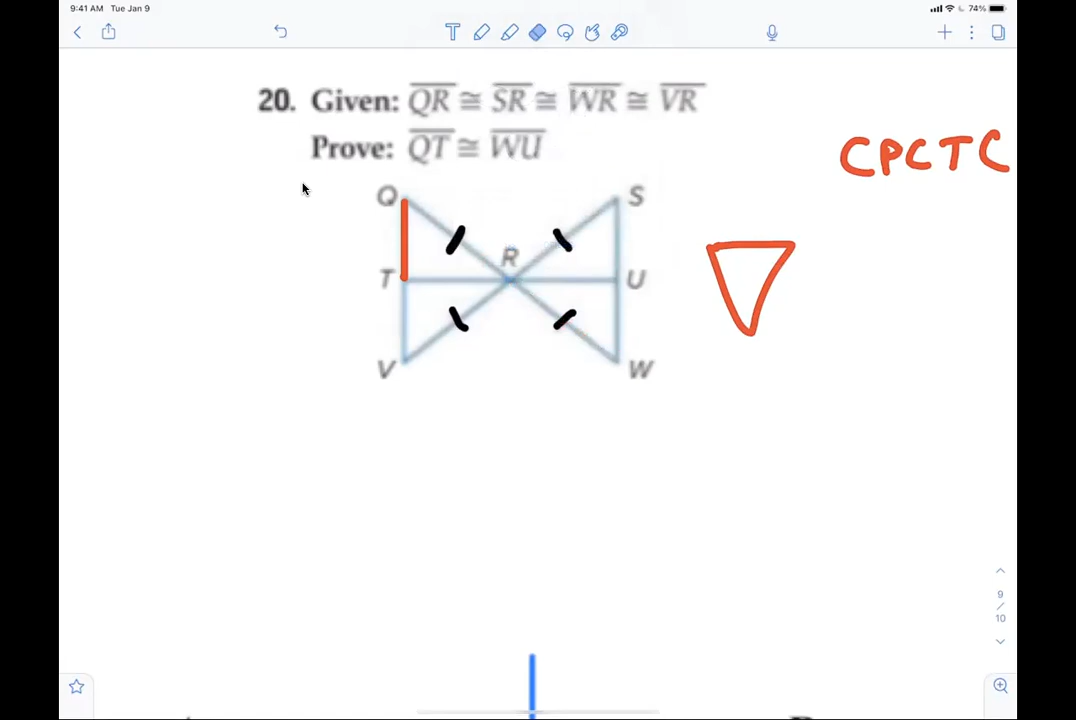 9:41 AM Tue Jan 9
74%
20. Given: QR ≅ SR ≅ WR ≅ VR
Prove: QT ≅ WU
CPCTC
Q S
R
T U
V W
9
/
10